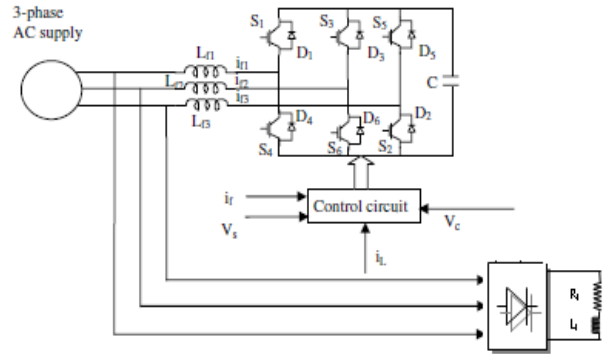 3-phase
AC supply
S1
S3
S5
Lf1
if1
D1
D3
D5
C
Lf2
if2
if3
Lf3
D4
D6
D2
S4
S6
S2
if
Control circuit
Vs
Vc
iL
R
L